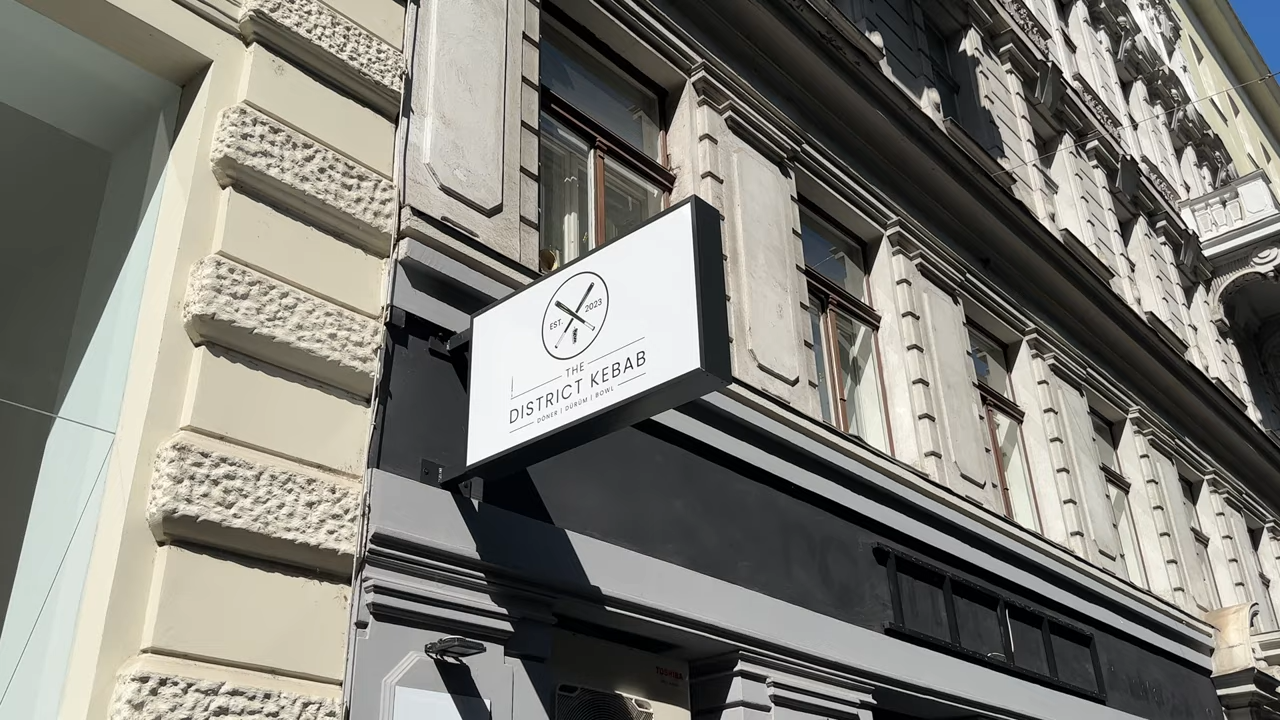 EST. 2023
THE
DISTRICT KEBAB
DÖNER | DÜRÜM | BOWL
TOSHIBA